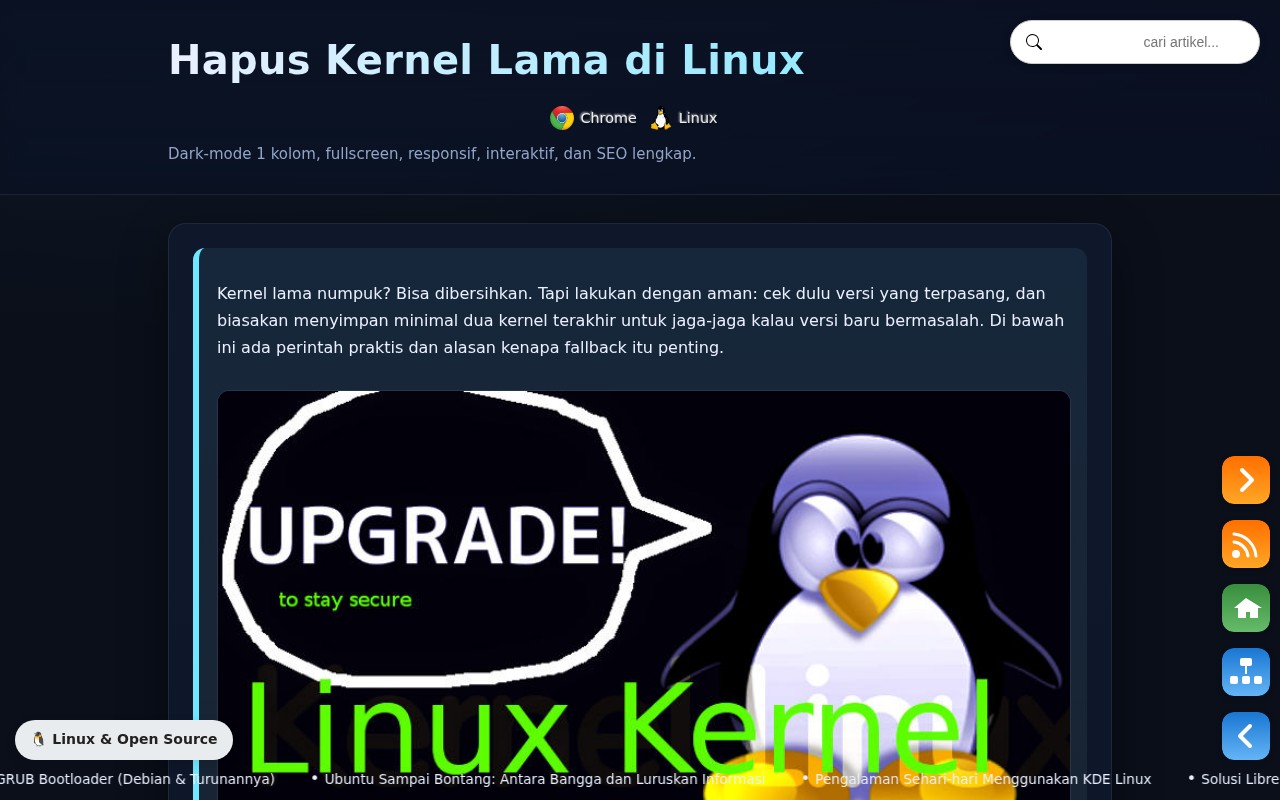 Hapus Kernel Lama di Linux
cari artikel...
Chrome Linux
Dark-mode 1 kolom, fullscreen, responsif, interaktif, dan SEO lengkap.
Kernel lama numpuk? Bisa dibersihkan. Tapi lakukan dengan aman: cek dulu versi yang terpasang, dan
biasakan menyimpan minimal dua kernel terakhir untuk jaga-jaga kalau versi baru bermasalah. Di bawah
ini ada perintah praktis dan alasan kenapa fallback itu penting.
UPGRADE!
to stay secure
Linux Kernel
🐧 Linux & Open Source
GRUB Bootloader (Debian & Turunannya) • Ubuntu Sampai Bontang: Antara Bangga dan Luruskan Informasi • Pengalaman Sehari-hari Menggunakan KDE Linux • Solusi Libre